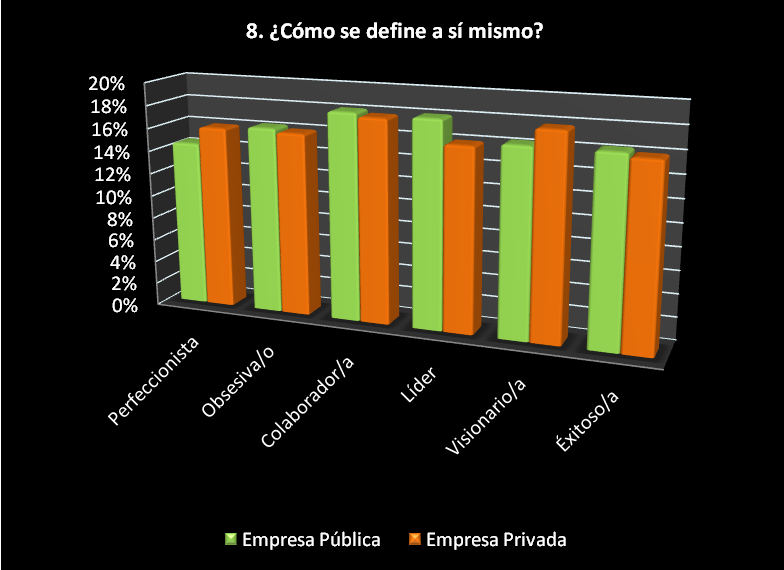 8. ¿Cómo se define a sí mismo?
20%
18%
16%
14%
12%
10%
8%
6%
4%
2%
0%
Perfeccionista
Obsesiva/o
Colaborador/a
Líder
Visionario/a
Éxitoso/a
Empresa Pública
Empresa Privada